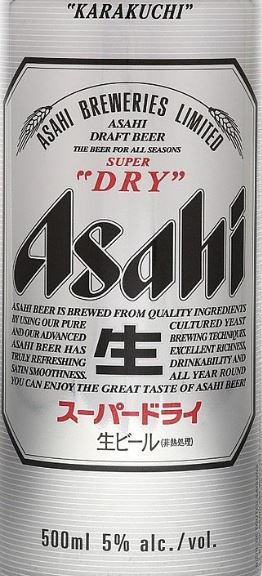 "KARAKUCHI"
ASAHI BREWERIES LIMITED
ASAHI
DRAFT BEER
THE BEER FOR ALL SEASONS
SUPER
"DRY"
Asahi
ASAHI BEER IS BREWED FROM QUALITY INGREDIENTS
BY USING OUR PURE CULTURED YEAST
AND OUR ADVANCED BREWING TECHNIQUES.
ASAHI BEER HAS EXCELLENT RICHNESS,
TRULY REFRESHING DRINKABILITY AND
SATIN SMOOTHNESS. ALL YEAR ROUND
YOU CAN ENJOY THE GREAT TASTE OF ASAHI BEER!
生
スーパードライ
生ビール(非熱処理)
500ml 5% alc./vol.